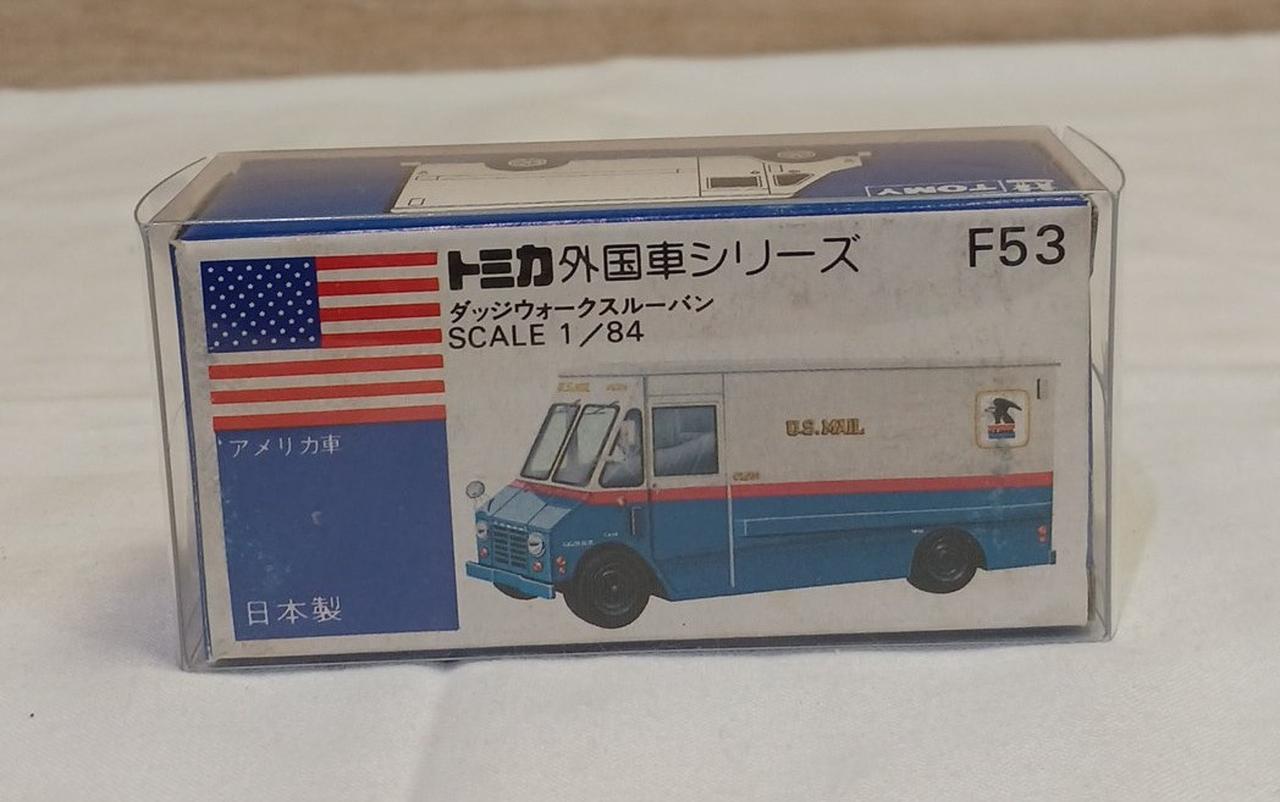 TOMY
トミカ外国車シリーズ F53
ダッジウォークスルーバン
SCALE 1/84
アメリカ車
U.S. MAIL
日本製